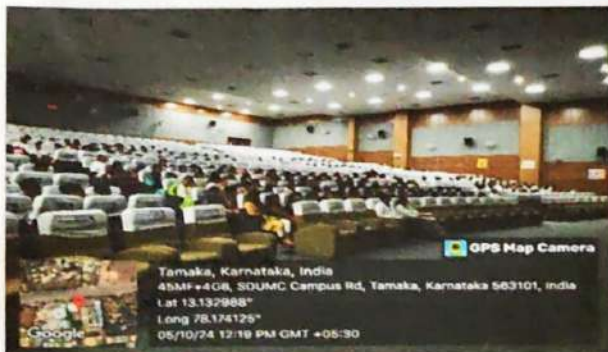 GPS Map Camera
Tamaka, Karnataka, India
45MF+4G8, SDUMC Campus Rd, Tamaka, Karnataka 563101, India
Lat 13.132988°
Long 78.174125°
05/10/24 12:19 PM GMT +05:30
Google